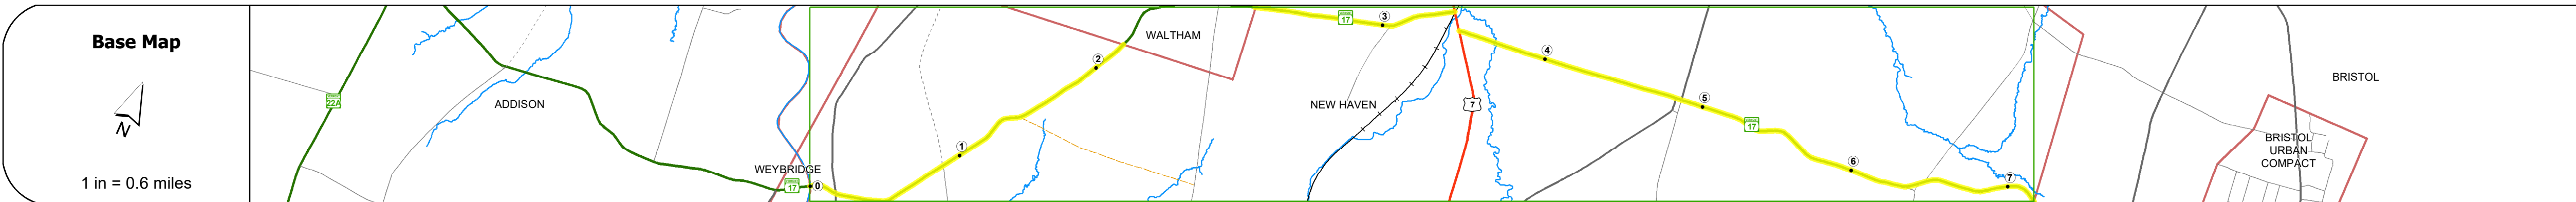 Base Map
N
1 in = 0.6 miles
22A
ADDISON
WEYBRIDGE
17
0
1
2
WALTHAM
17
3
NEW HAVEN
7
4
5
17
6
7
BRISTOL
BRISTOL
URBAN
COMPACT